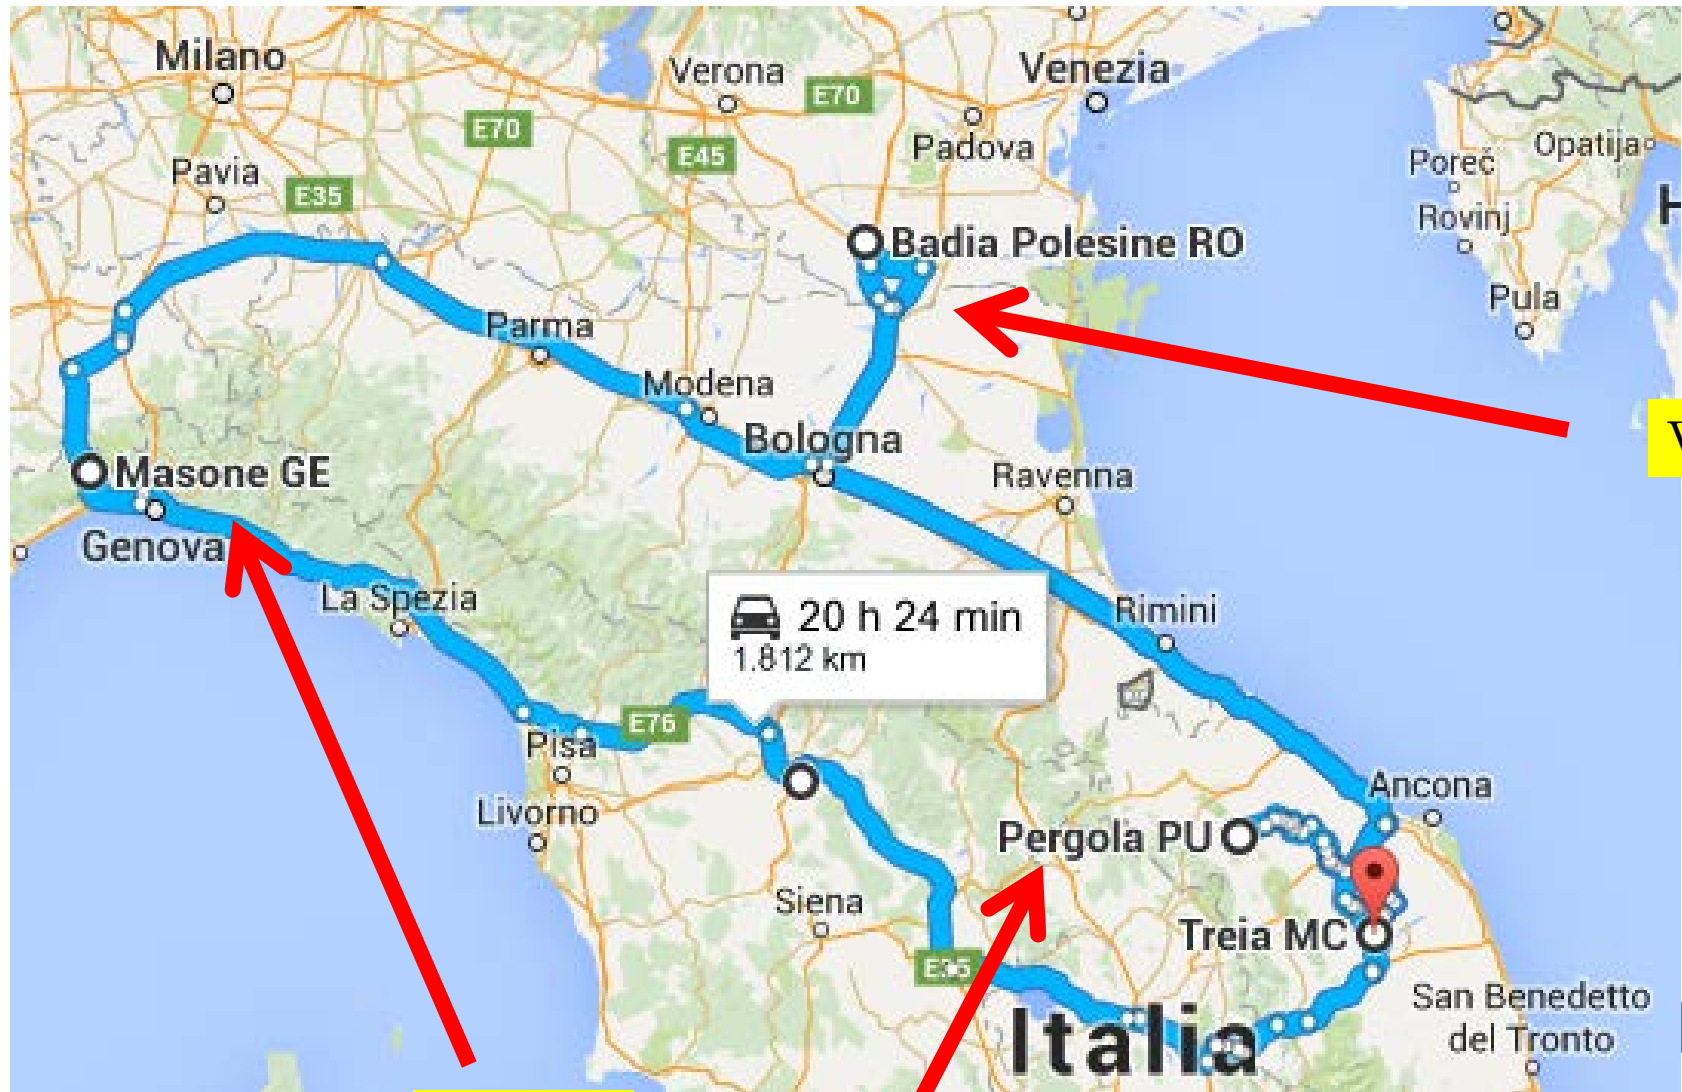 Milano
Verona
E70
Venezia
E70
E45
Padova
Opatija
Poreč
Pavia
E35
Rovinj
H
Badia Polesine RO
Pula
Parma
Modena
V
Bologna
Masone GE
Ravenna
Genova
La Spezia
20 h 24 min
1.812 km
Rimini
E76
Pisa
Ancona
Livorno
Pergola PU
Siena
Treia MC
E35
San Benedetto
del Tronto
Italia